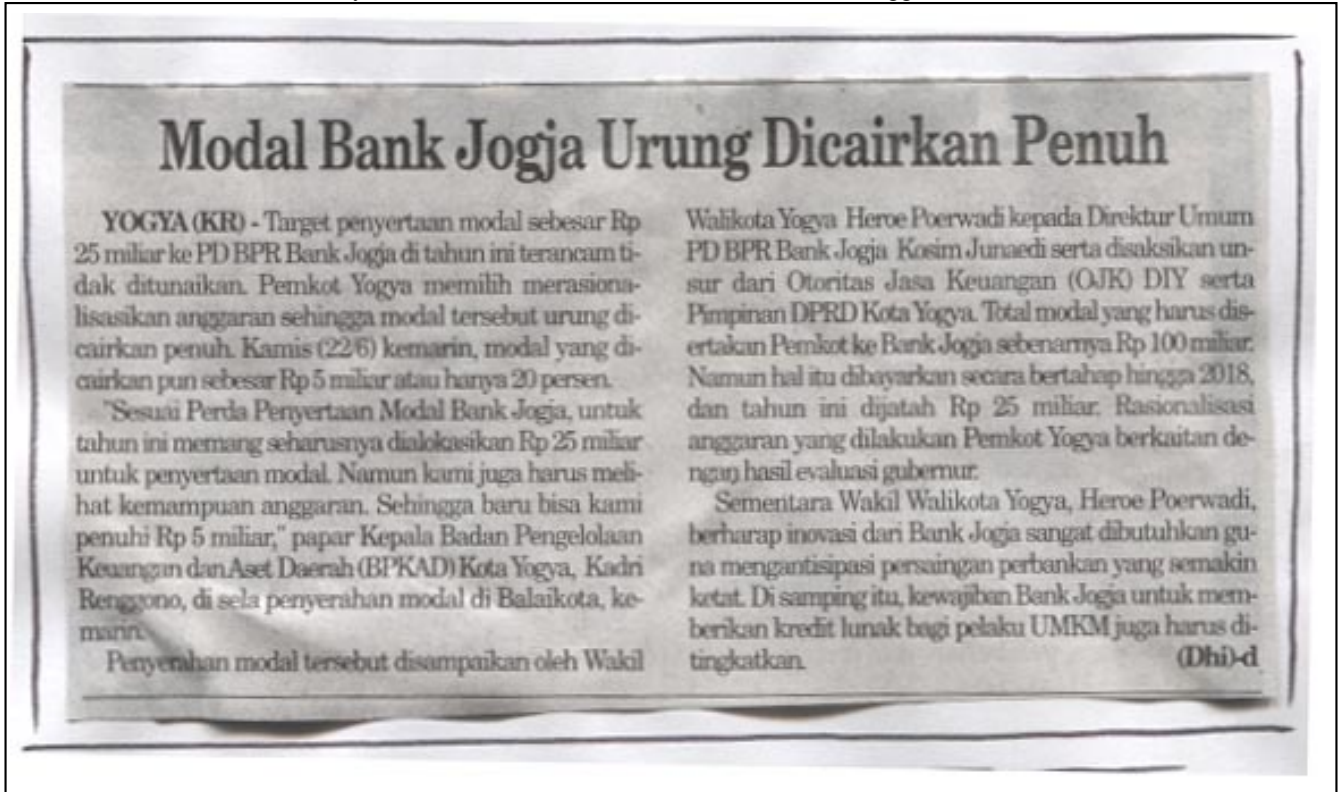 Modal Bank Jogja Urung Dicairkan Penuh
YOGYA (KR) - Target penyertaan modal sebesar Rp
25 miliar ke PD BPR Bank Jogja di tahun ini terancam ti-
dak ditunaikan. Pemkot Yogya memilih merasiona-
lisasikan anggaran sehingga modal tersebut urung di-
cairkan penuh. Kamis (22/6) kemarin, modal yang di-
cairkan pun sebesar Rp 5 miliar atau hanya 20 persen.
"Sesuai Perda Penyertaan Modal Bank Jogja, untuk
tahun ini memang seharusnya dialokasikan Rp 25 miliar
untuk penyertaan modal. Namun kami juga harus meli-
hat kemampuan anggaran. Sehingga baru bisa kami
penuhi Rp 5 miliar," papar Kepala Badan Pengelolaan
Keuangan dan Aset Daerah (BPKAD) Kota Yogya, Kadri
Renggono, di sela penyerahan modal di Balaikota, ke-
marin.
Penyerahan modal tersebut disampaikan oleh Wakil
Walikota Yogya Heroe Poerwadi kepada Direktur Umum
PD BPR Bank Jogja Kosim Junaedi serta disaksikan un-
sur dari Otoritas Jasa Keuangan (OJK) DIY serta
Pimpinan DPRD Kota Yogya. Total modal yang harus dis-
ertakan Pemkot ke Bank Jogja sebenarnya Rp 100 miliar.
Namun hal itu dibayarkan secara bertahap hingga 2018,
dan tahun ini dijatah Rp 25 miliar. Rasionalisasi
anggaran yang dilakukan Pemkot Yogya berkaitan de-
ngan hasil evaluasi gubernur.
Sementara Wakil Walikota Yogya, Heroe Poerwadi,
berharap inovasi dari Bank Jogja sangat dibutuhkan gu-
na mengantisipasi persaingan perbankan yang semakin
ketat. Di samping itu, kewajiban Bank Jogja untuk mem-
berikan kredit lunak bagi pelaku UMKM juga harus di-
tingkatkan. (Dhi)-d